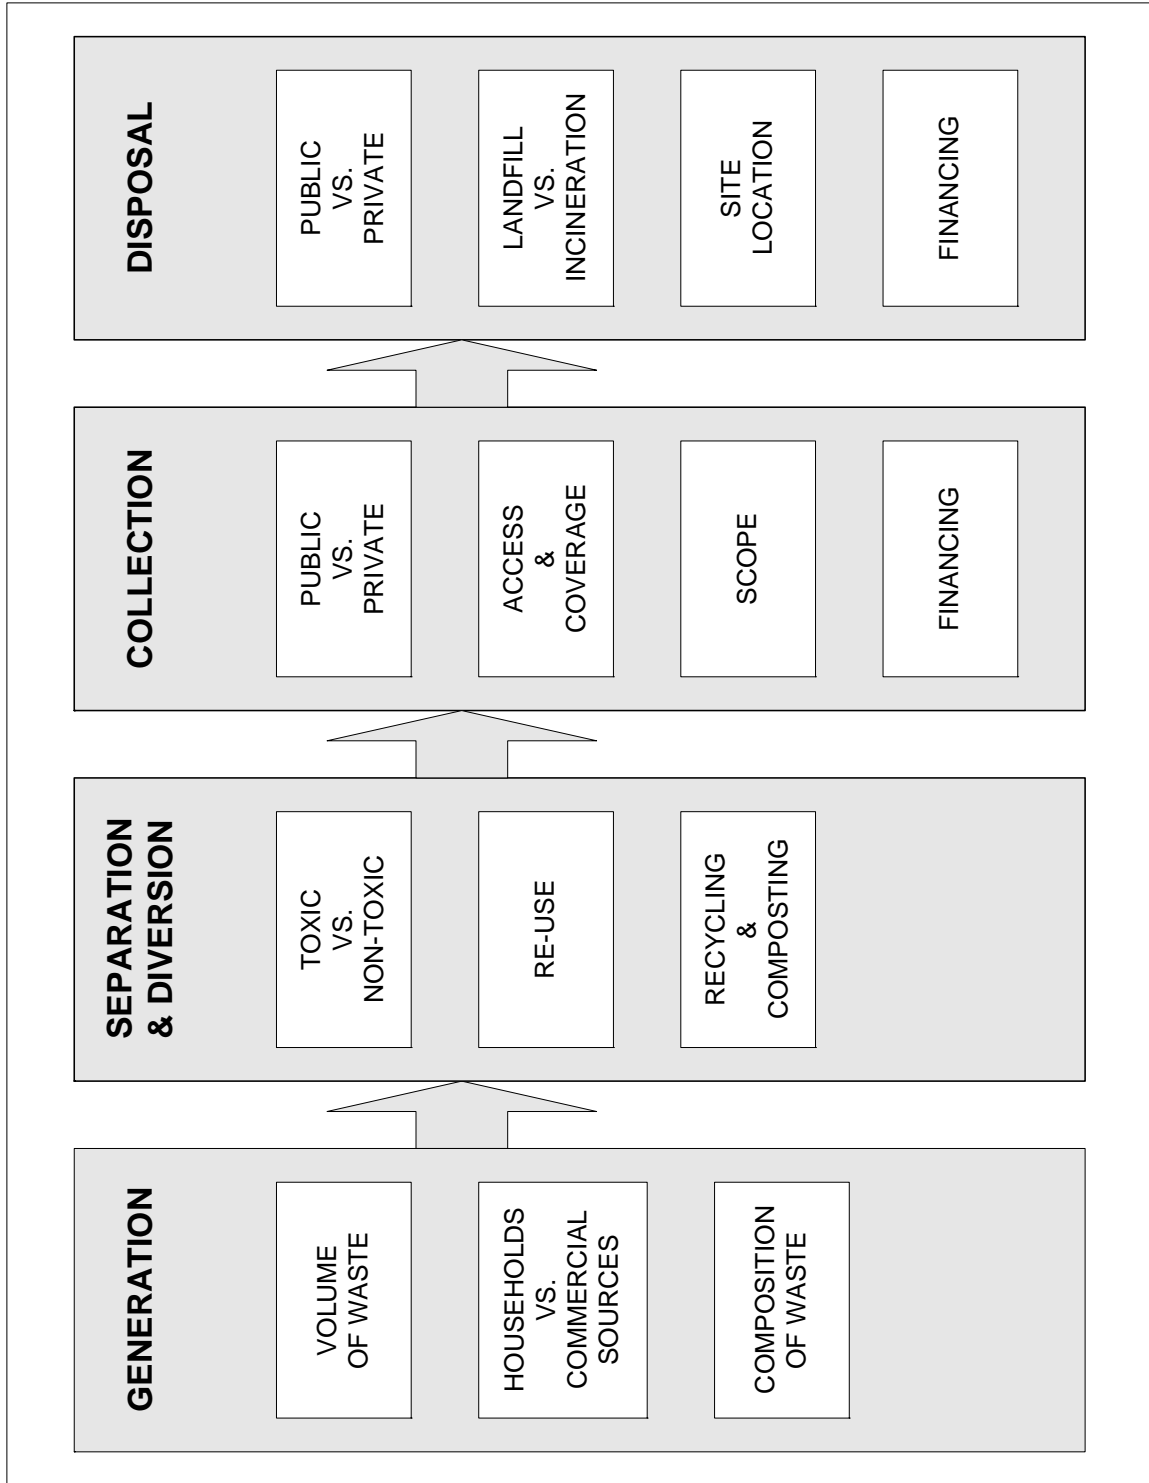 GENERATION
VOLUME
OF WASTE
HOUSEHOLDS
VS.
COMMERCIAL
SOURCES
COMPOSITION
OF WASTE
SEPARATION
& DIVERSION
TOXIC
VS.
NON-TOXIC
RE-USE
RECYCLING
&
COMPOSTING
COLLECTION
PUBLIC
VS.
PRIVATE
ACCESS
&
COVERAGE
SCOPE
FINANCING
DISPOSAL
PUBLIC
VS.
PRIVATE
LANDFILL
VS.
INCINERATION
SITE
LOCATION
FINANCING